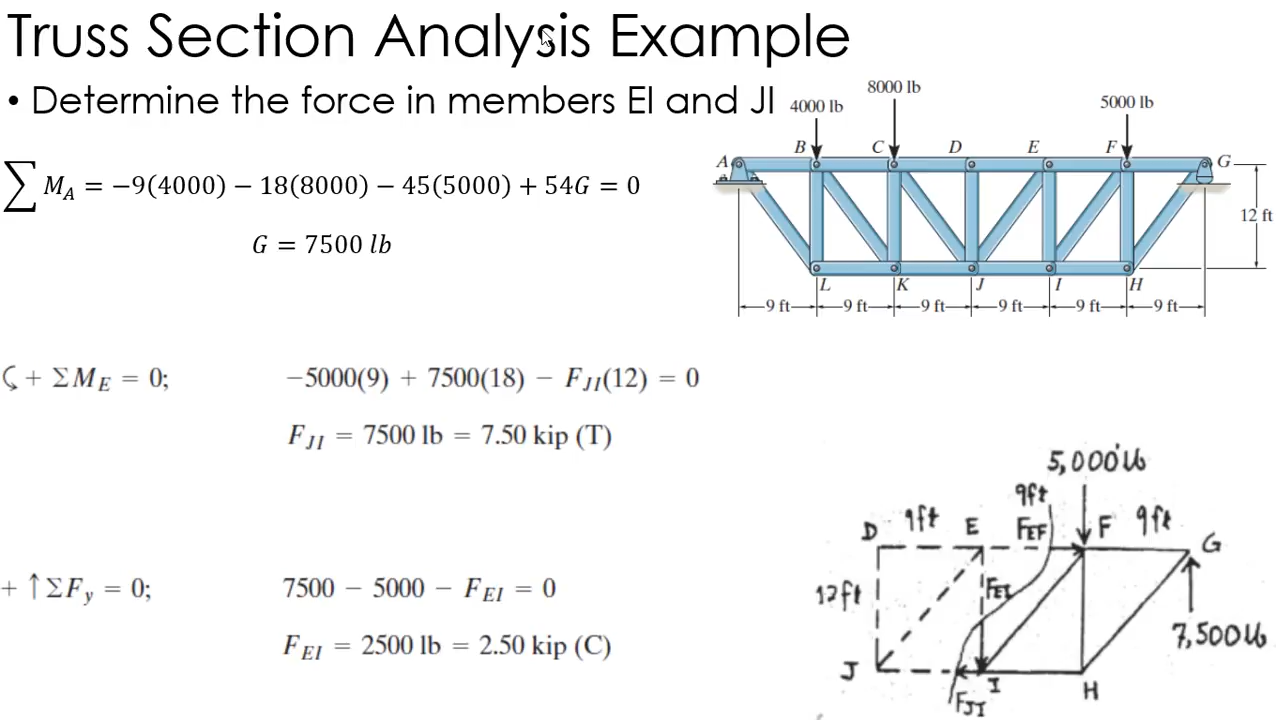 Truss Section Analysis Example
• Determine the force in members EI and JI
∑ M_A = −9(4000) − 18(8000) − 45(5000) + 54G = 0
G = 7500 lb
4000 lb
8000 lb
5000 lb
A B C D E F G
12 ft
L K J I H
9 ft 9 ft 9 ft 9 ft 9 ft 9 ft
↺ + ΣM_E = 0; −5000(9) + 7500(18) − F_JI(12) = 0
F_JI = 7500 lb = 7.50 kip (T)
+ ↑ΣF_y = 0; 7500 − 5000 − F_EI = 0
F_EI = 2500 lb = 2.50 kip (C)
5,000 lb
9ft
D 9ft E F_EF F 9ft G
12ft F_EI
7,500 lb
J I H
F_JI